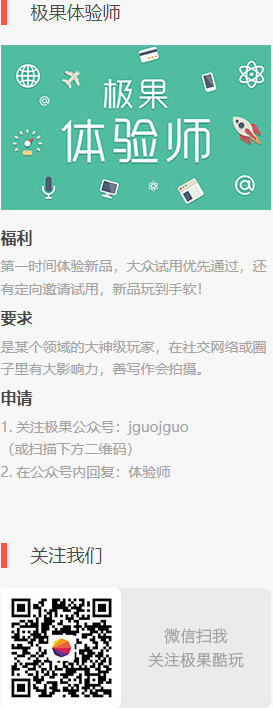 极果体验师
极果
体验师
福利
第一时间体验新品，大众试用优先通过，还
有定向邀请试用，新品玩到手软！
要求
是某个领域的大神级玩家，在社交网络或圈
子里有大影响力，善写作会拍摄。
申请
1. 关注极果公众号：jguojguo
（或扫描下方二维码）
2. 在公众号内回复：体验师
关注我们
微信扫我
关注极果酷玩